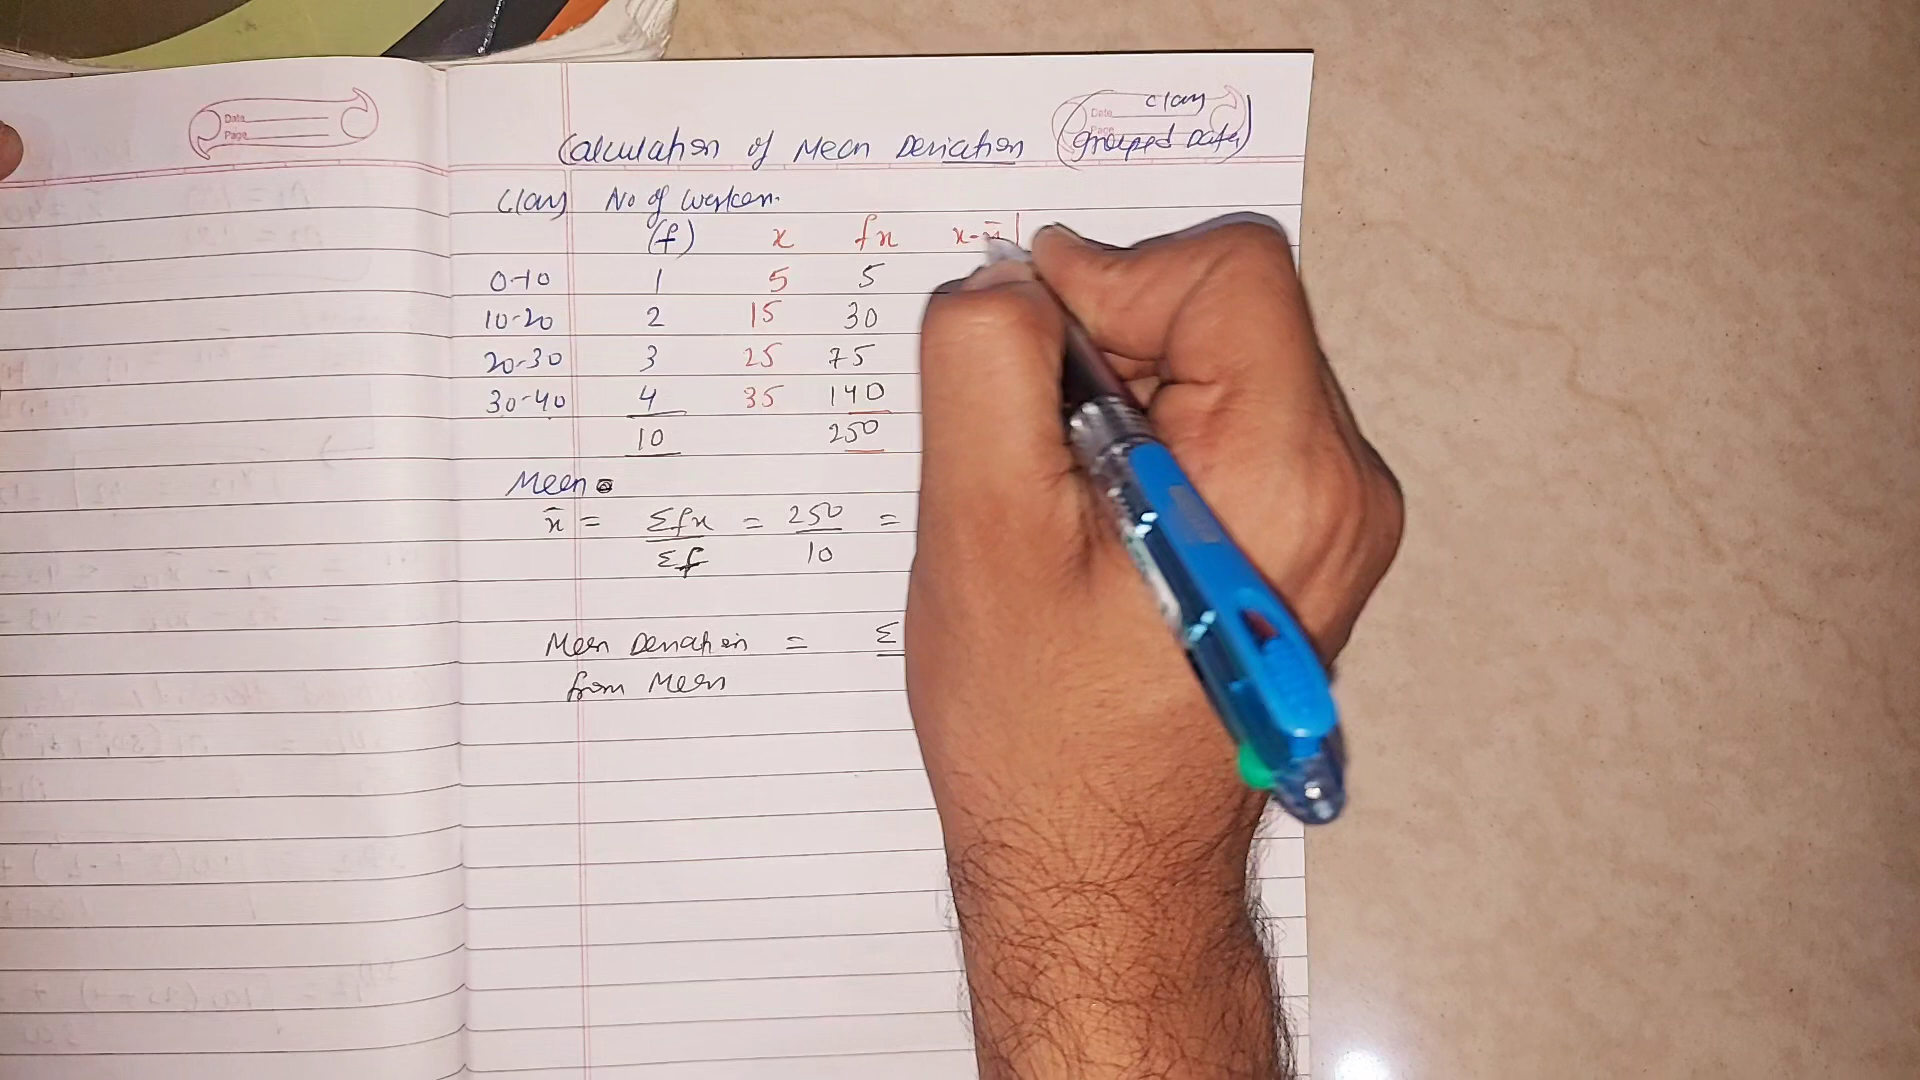 Date
Page
Date
Page
Calculation of Mean Deviation (class grouped Data)
Class No of workers
(f) x fx x-x̄|
0-10 1 5 5
10-20 2 15 30
20-30 3 25 75
30-40 4 35 140
10 250
Mean
x̄ = Σfx = 250 =
Σf 10
Mean Deviation = Σ
from Mean